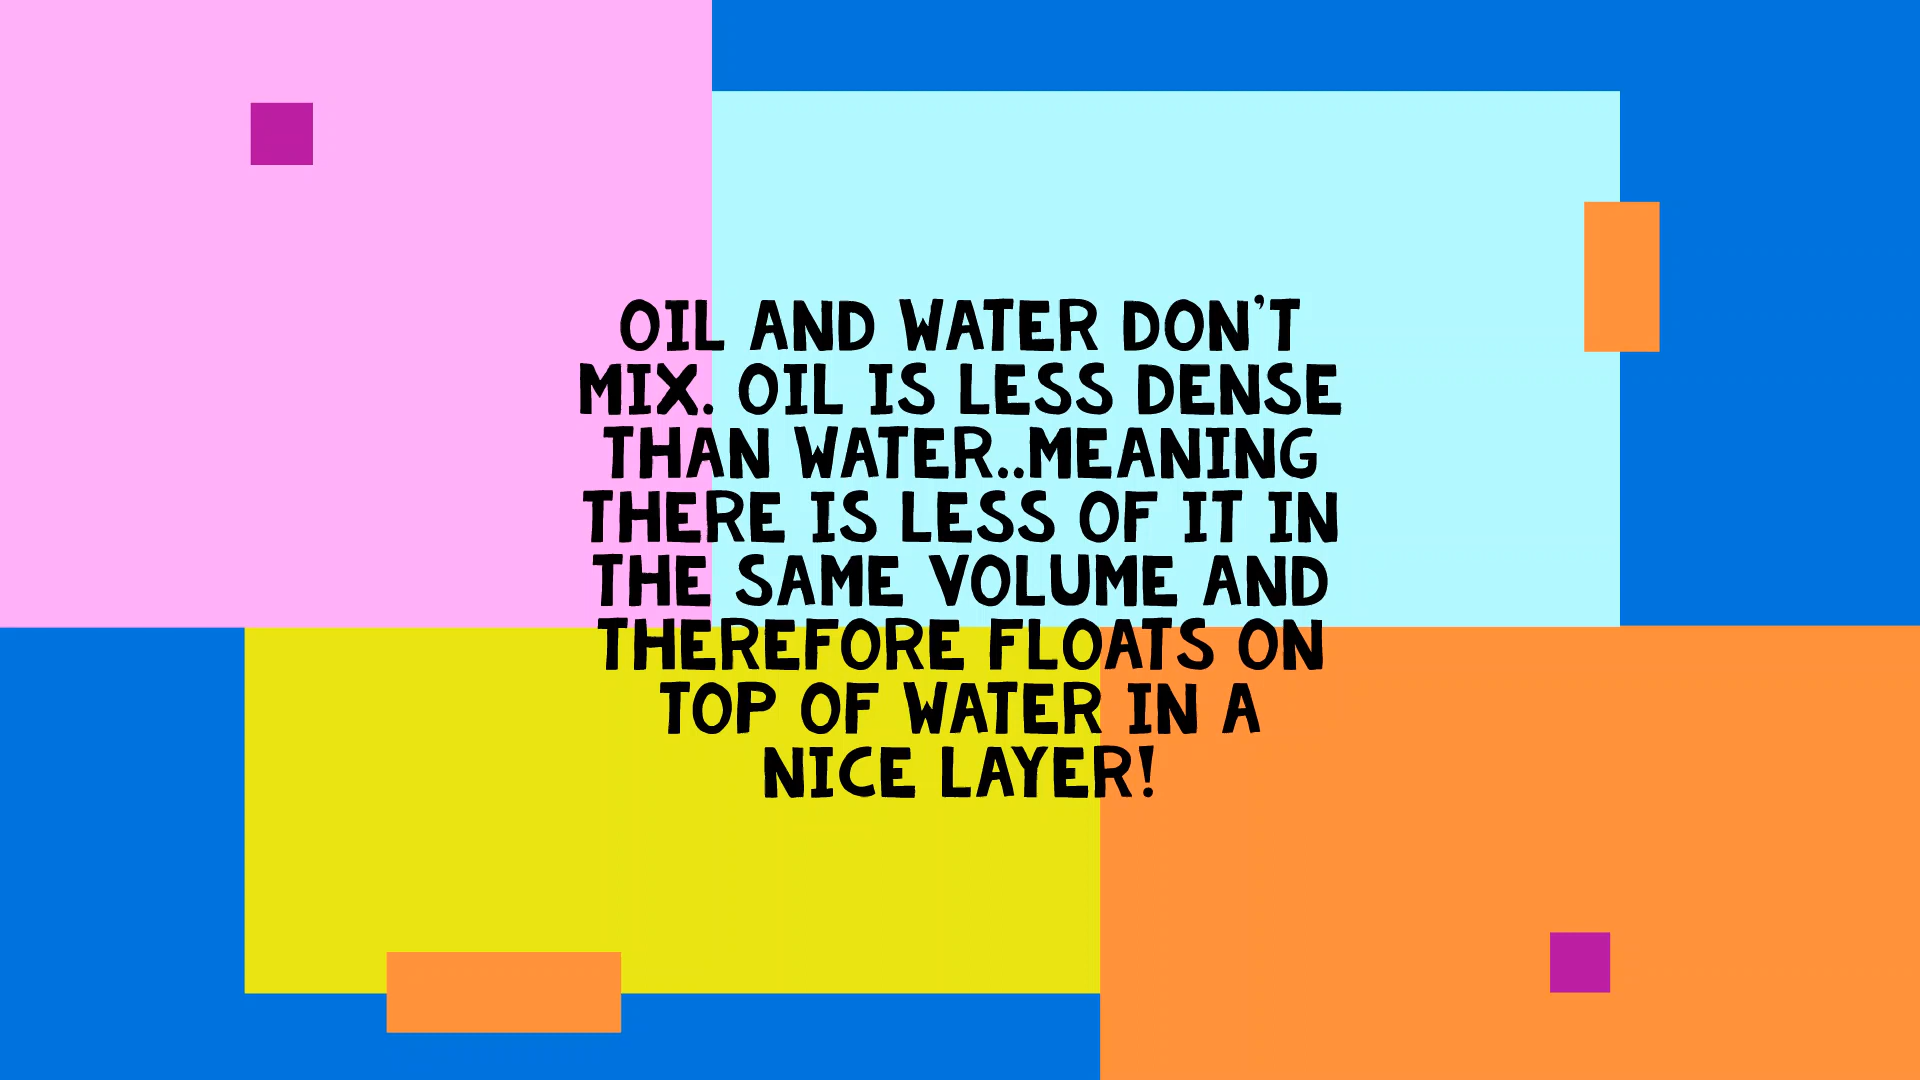 OIL AND WATER DON'T
MIX. OIL IS LESS DENSE
THAN WATER..MEANING
THERE IS LESS OF IT IN
THE SAME VOLUME AND
THEREFORE FLOATS ON
TOP OF WATER IN A
NICE LAYER!